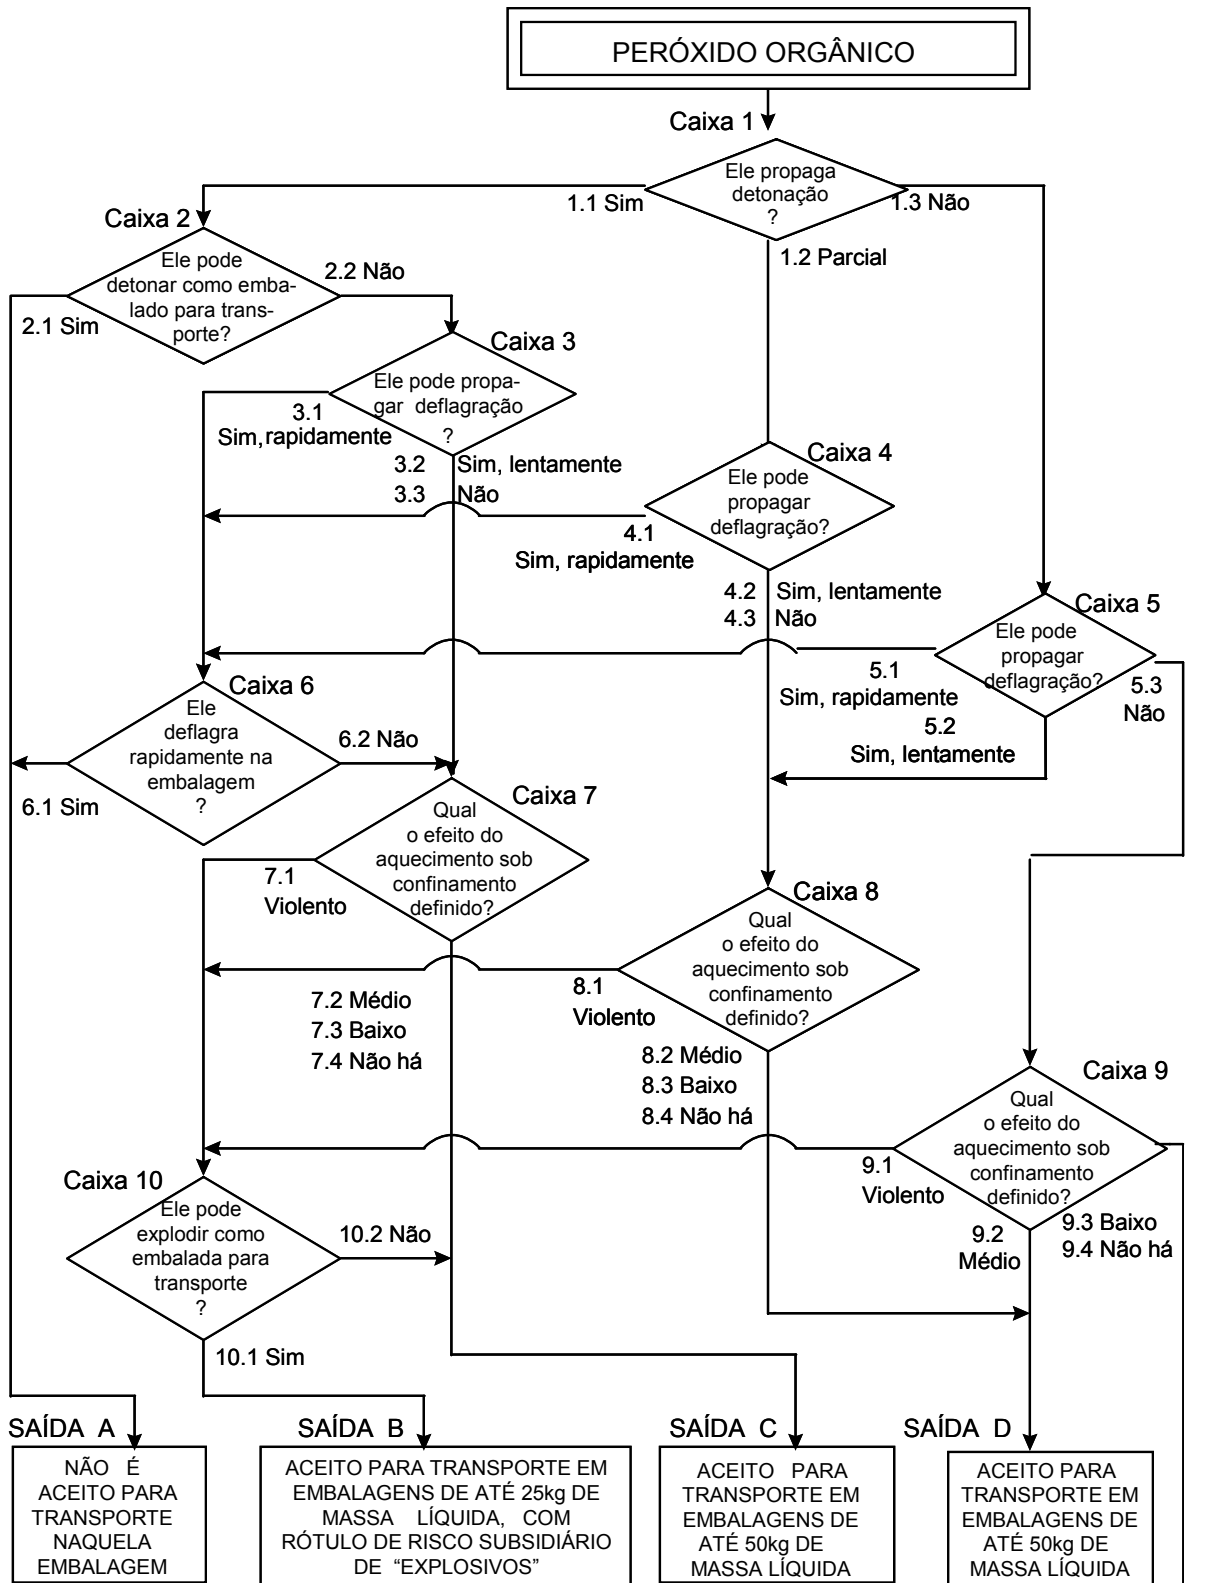 PERÓXIDO ORGÂNICO
Caixa 1
Ele propaga
detonação
?
1.1 Sim
1.3 Não
1.2 Parcial
Caixa 2
Ele pode
detonar como emba-
lado para trans-
porte?
2.1 Sim
2.2 Não
Caixa 3
Ele pode propa-
gar deflagração
?
3.1
Sim, rapidamente
3.2 Sim, lentamente
3.3 Não
Caixa 4
Ele pode
propagar
deflagração?
4.1
Sim, rapidamente
4.2 Sim, lentamente
4.3 Não
Caixa 5
Ele pode
propagar
deflagração?
5.1
Sim, rapidamente
5.2
Sim, lentamente
5.3
Não
Caixa 6
Ele
deflagra
rapidamente na
embalagem
?
6.1 Sim
6.2 Não
Caixa 7
Qual
o efeito do
aquecimento sob
confinamento
definido?
7.1
Violento
7.2 Médio
7.3 Baixo
7.4 Não há
Caixa 8
Qual
o efeito do
aquecimento sob
confinamento
definido?
8.1
Violento
8.2 Médio
8.3 Baixo
8.4 Não há
Caixa 9
Qual
o efeito do
aquecimento sob
confinamento
definido?
9.1
Violento
9.2
Médio
9.3 Baixo
9.4 Não há
Caixa 10
Ele pode
explodir como
embalada para
transporte
?
10.2 Não
10.1 Sim
SAÍDA A
NÃO É
ACEITO PARA
TRANSPORTE
NAQUELA
EMBALAGEM
SAÍDA B
ACEITO PARA TRANSPORTE EM
EMBALAGENS DE ATÉ 25kg DE
MASSA LÍQUIDA, COM
RÓTULO DE RISCO SUBSIDIÁRIO
DE “EXPLOSIVOS”
SAÍDA C
ACEITO PARA
TRANSPORTE EM
EMBALAGENS DE
ATÉ 50kg DE
MASSA LÍQUIDA
SAÍDA D
ACEITO PARA
TRANSPORTE EM
EMBALAGENS DE
ATÉ 50kg DE
MASSA LÍQUIDA